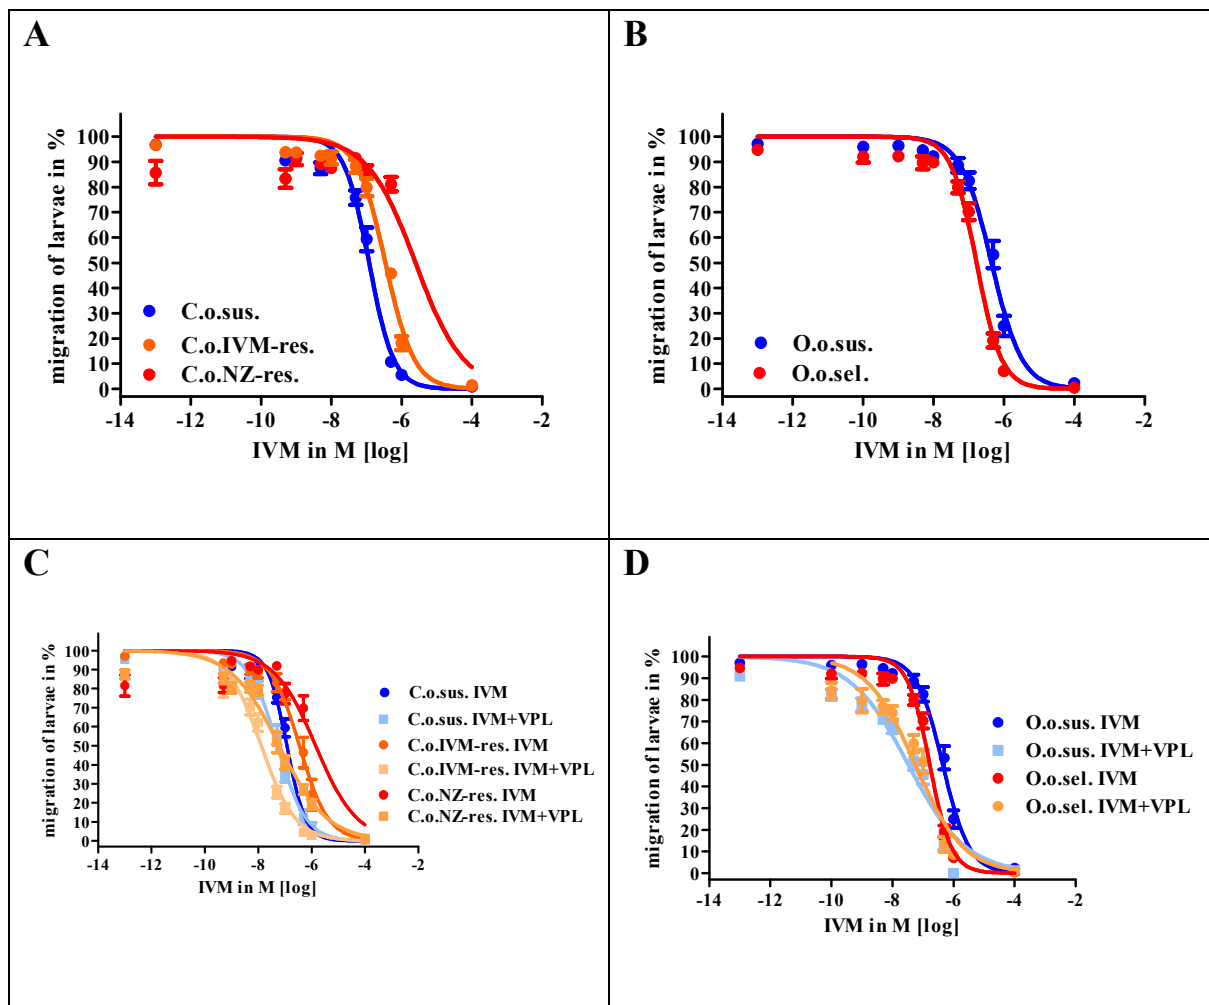 A
migration of larvae in %
100
90
80
70
60
50
40
30
20
10
0
C.o.sus.
C.o.IVM-res.
C.o.NZ-res.
-14 -12 -10 -8 -6 -4 -2
IVM in M [log]
B
migration of larvae in %
100
90
80
70
60
50
40
30
20
10
0
O.o.sus.
O.o.sel.
-14 -12 -10 -8 -6 -4 -2
IVM in M [log]
C
migration of larvae in %
100
90
80
70
60
50
40
30
20
10
0
C.o.sus. IVM
C.o.sus. IVM+VPL
C.o.IVM-res. IVM
C.o.IVM-res. IVM+VPL
C.o.NZ-res. IVM
C.o.NZ-res. IVM+VPL
-14 -12 -10 -8 -6 -4 -2
IVM in M [log]
D
migration of larvae in %
100
90
80
70
60
50
40
30
20
10
0
O.o.sus. IVM
O.o.sus. IVM+VPL
O.o.sel. IVM
O.o.sel. IVM+VPL
-14 -12 -10 -8 -6 -4 -2
IVM in M [log]